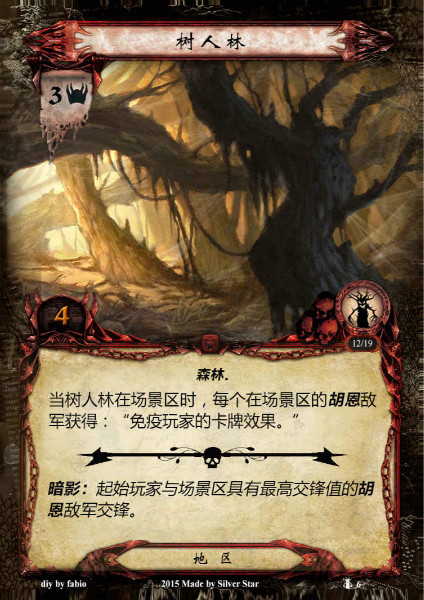 树人林
3
4
12/19
森林.
当树人林在场景区时，每个在场景区的胡恩敌
军获得：“免疫玩家的卡牌效果。”
暗影：起始玩家与场景区具有最高交锋值的胡
恩敌军交锋。
地 区
diy by fabio 2015 Made by Silver Star 6